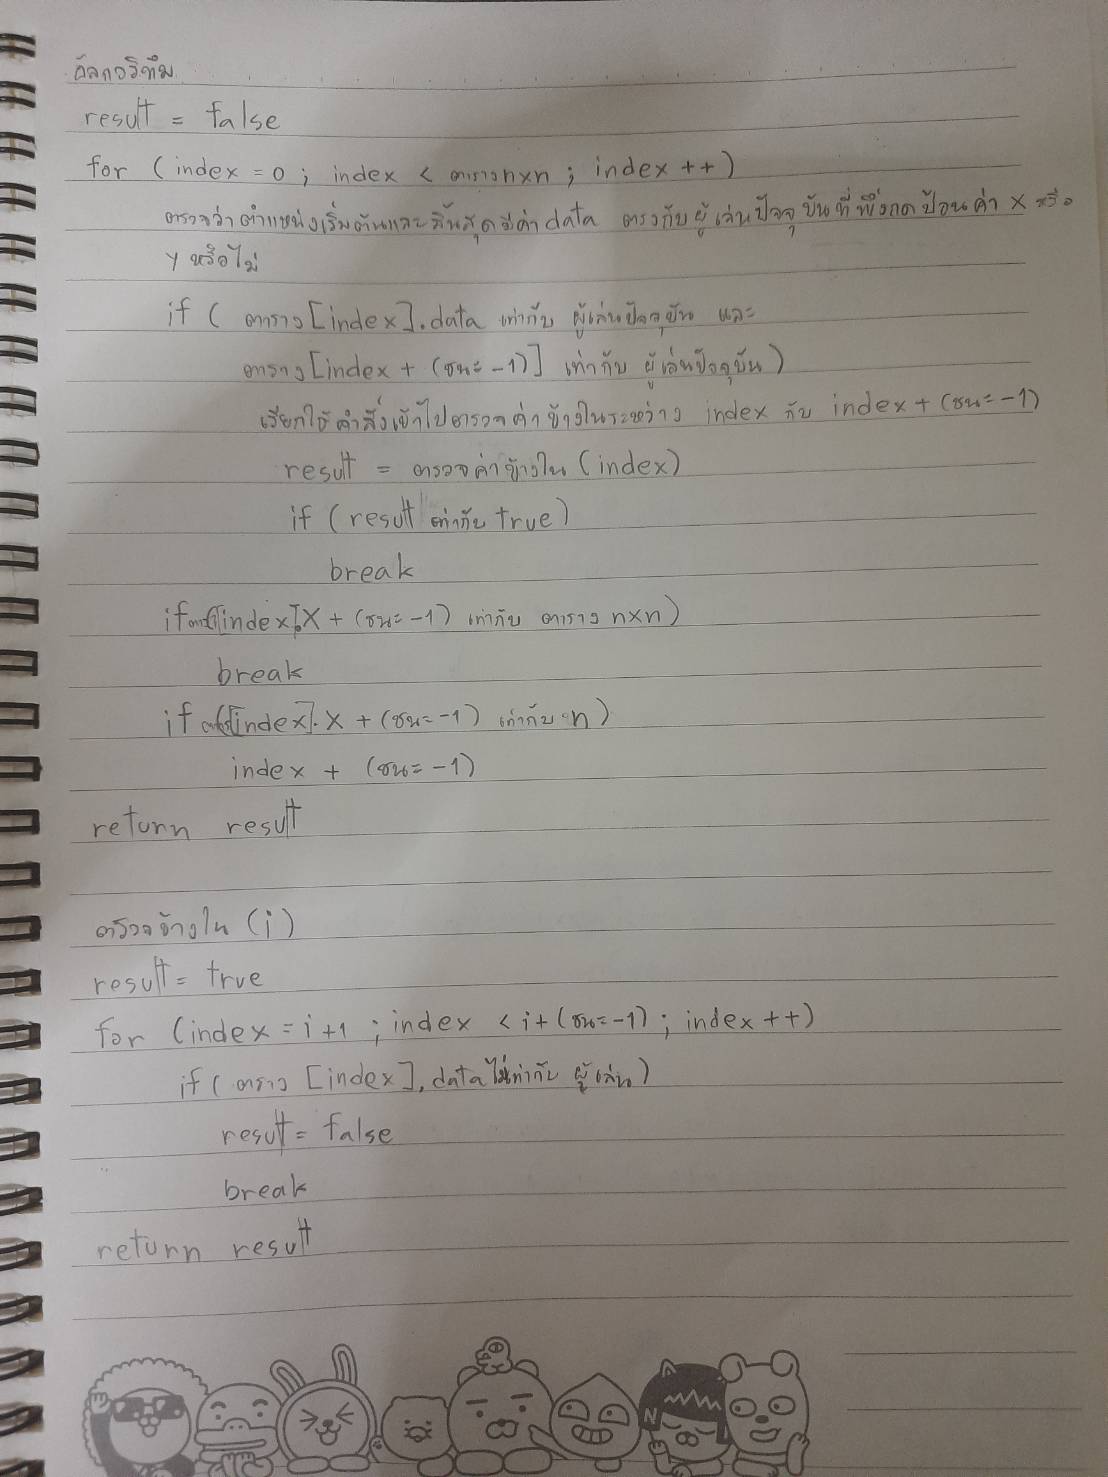 อัลกอริทึม
result = false
for (index = 0 ; index < ตารางnxn ; index ++)
ตรวจว่าตำแหน่งเริ่มต้นและสิ้นสุดมีค่า data ตรงกับผู้เล่นปัจจุบันที่พึ่งกดป้อนค่า X หรือ
Y หรือไม่
if ( ตาราง [index].data เท่ากับ ผู้เล่นปัจจุบัน และ
ตาราง [index + (ชนะ -1)] เท่ากับ ผู้เล่นปัจจุบัน)
เรียกใช้คำสั่งเข้าไปตรวจค่าข้างในระหว่าง index กับ index + (ชนะ -1)
result = ตรวจค่าข้างใน (index)
if (result เท่ากับ true)
break
if (ตาราง[index].X + (ชนะ -1) เท่ากับ ตาราง nxn)
break
if (ตาราง[index].X + (ชนะ -1) เท่ากับ n)
index + (ชนะ -1)
return result
ตรวจข้างใน (i)
result = true
for (index = i+1 ; index < i + (ชนะ -1) ; index ++)
if ( ตาราง [index].data ไม่เท่ากับ ผู้เล่น)
result = false
break
return result
N